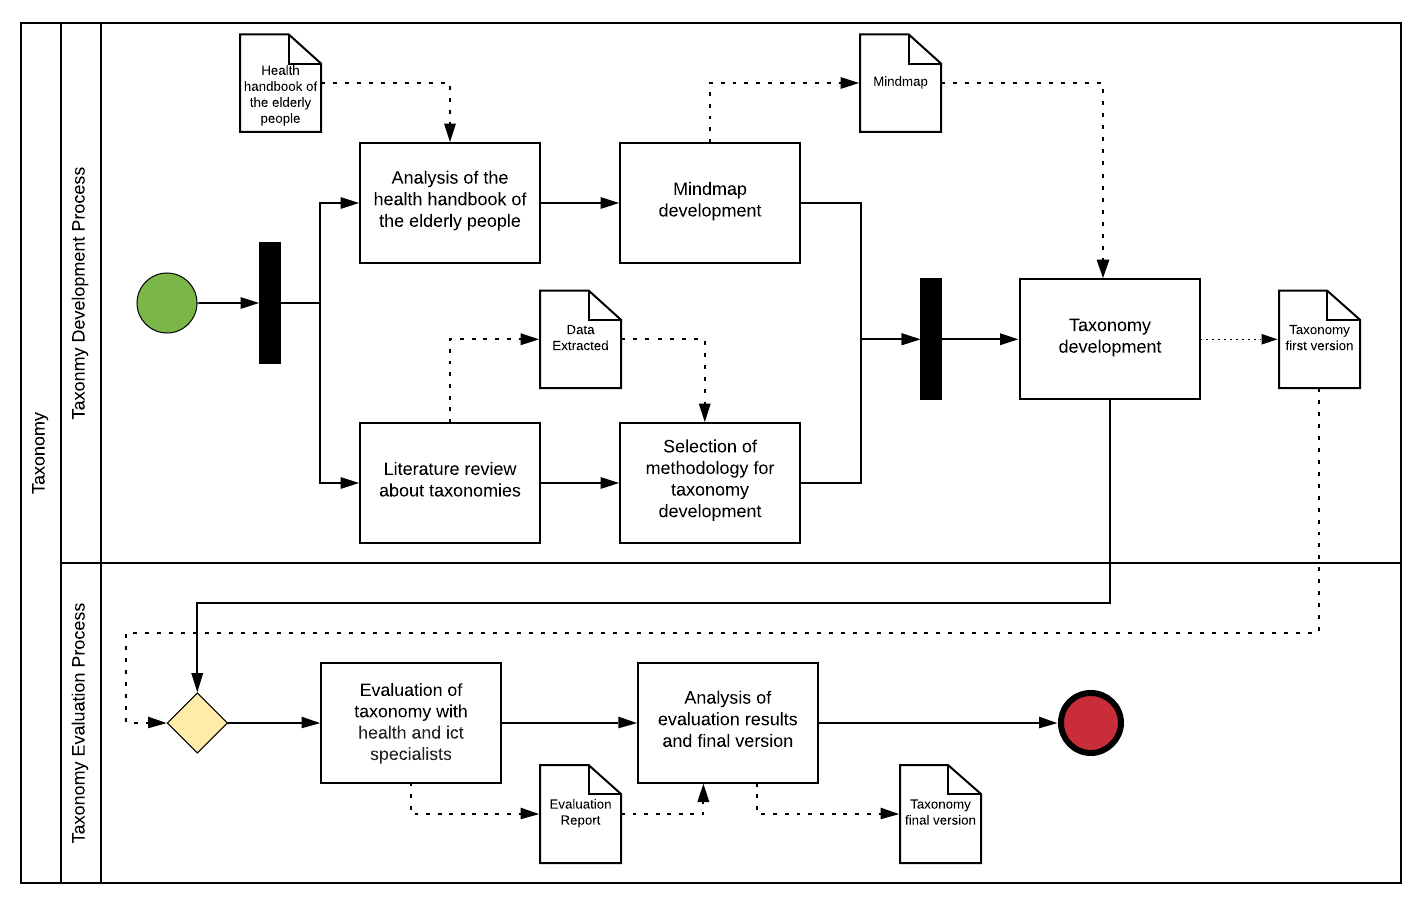 Taxonomy
Taxonmy Development Process
Health
handbook of
the elderly
people
Mindmap
Analysis of the
health handbook of
the elderly people
Mindmap
development
Data
Extracted
Taxonomy
development
Taxonomy
first version
Literature review
about taxonomies
Selection of
methodology for
taxonomy
development
Taxonomy Evaluation Process
Evaluation of
taxonomy with
health and ict
specialists
Analysis of
evaluation results
and final version
Evaluation
Report
Taxonomy
final version